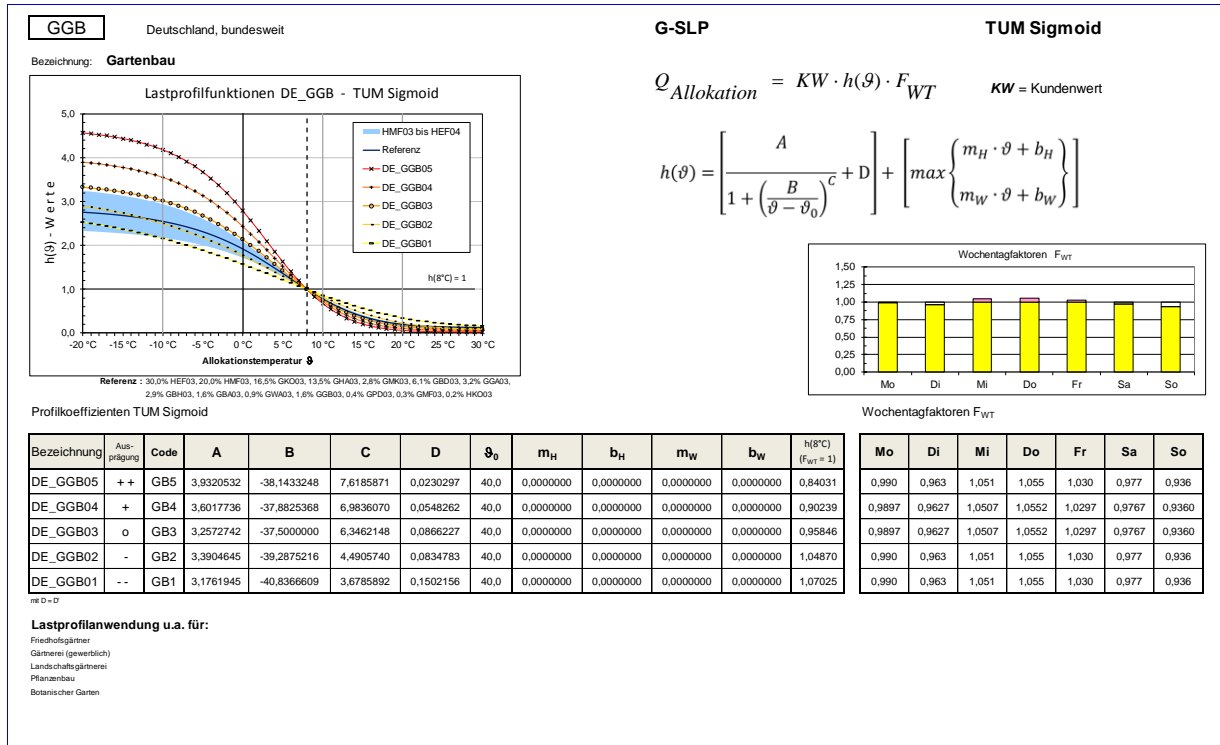 GGB
Deutschland, bundesweit
G-SLP
TUM Sigmoid
Bezeichnung: Gartenbau
Lastprofilfunktionen DE_GGB - TUM Sigmoid
h(ϑ) - W e r t e
5,0
4,0
3,0
2,0
1,0
0,0
HMF03 bis HEF04
Referenz
DE_GGB05
DE_GGB04
DE_GGB03
DE_GGB02
DE_GGB01
h(8°C) = 1
-20 °C -15 °C -10 °C -5 °C 0 °C 5 °C 10 °C 15 °C 20 °C 25 °C 30 °C
Allokationstemperatur ϑ
Referenz : 30,0% HEF03, 20,0% HMF03, 16,5% GKO03, 13,5% GHA03, 2,8% GMK03, 6,1% GBD03, 3,2% GGA03,
2,9% GBH03, 1,6% GBA03, 0,9% GWA03, 1,6% GGB03, 0,4% GPD03, 0,3% GMF03, 0,2% HKO03
Q Allokation = KW · h(ϑ) · F WT
KW = Kundenwert
h(ϑ) = [ A / (1 + (B / (ϑ − ϑ0))^C) + D ] + [ max { m_H · ϑ + b_H m_W · ϑ + b_W } ]
Wochentagfaktoren FWT
1,50
1,25
1,00
0,75
0,50
0,25
0,00
Mo Di Mi Do Fr Sa So
Profilkoeffizienten TUM Sigmoid
Wochentagfaktoren FWT
Bezeichnung Aus-prägung Code A B C D ϑ0 mH bH mW bW h(8°C) (FWT = 1) Mo Di Mi Do Fr Sa So
DE_GGB05 + + GB5 3,9320532 -38,1433248 7,6185871 0,0230297 40,0 0,0000000 0,0000000 0,0000000 0,0000000 0,84031 0,990 0,963 1,051 1,055 1,030 0,977 0,936
DE_GGB04 + GB4 3,6017736 -37,8825368 6,9836070 0,0548262 40,0 0,0000000 0,0000000 0,0000000 0,0000000 0,90239 0,9897 0,9627 1,0507 1,0552 1,0297 0,9767 0,9360
DE_GGB03 o GB3 3,2572742 -37,5000000 6,3462148 0,0866227 40,0 0,0000000 0,0000000 0,0000000 0,0000000 0,95846 0,9897 0,9627 1,0507 1,0552 1,0297 0,9767 0,9360
DE_GGB02 - GB2 3,3904645 -39,2875216 4,4905740 0,0834783 40,0 0,0000000 0,0000000 0,0000000 0,0000000 1,04870 0,990 0,963 1,051 1,055 1,030 0,977 0,936
DE_GGB01 - - GB1 3,1761945 -40,8366609 3,6785892 0,1502156 40,0 0,0000000 0,0000000 0,0000000 0,0000000 1,07025 0,990 0,963 1,051 1,055 1,030 0,977 0,936
mit D = D'
Lastprofilanwendung u.a. für:
Friedhofsgärtner
Gärtnerei (gewerblich)
Landschaftsgärtnerei
Pflanzenbau
Botanischer Garten